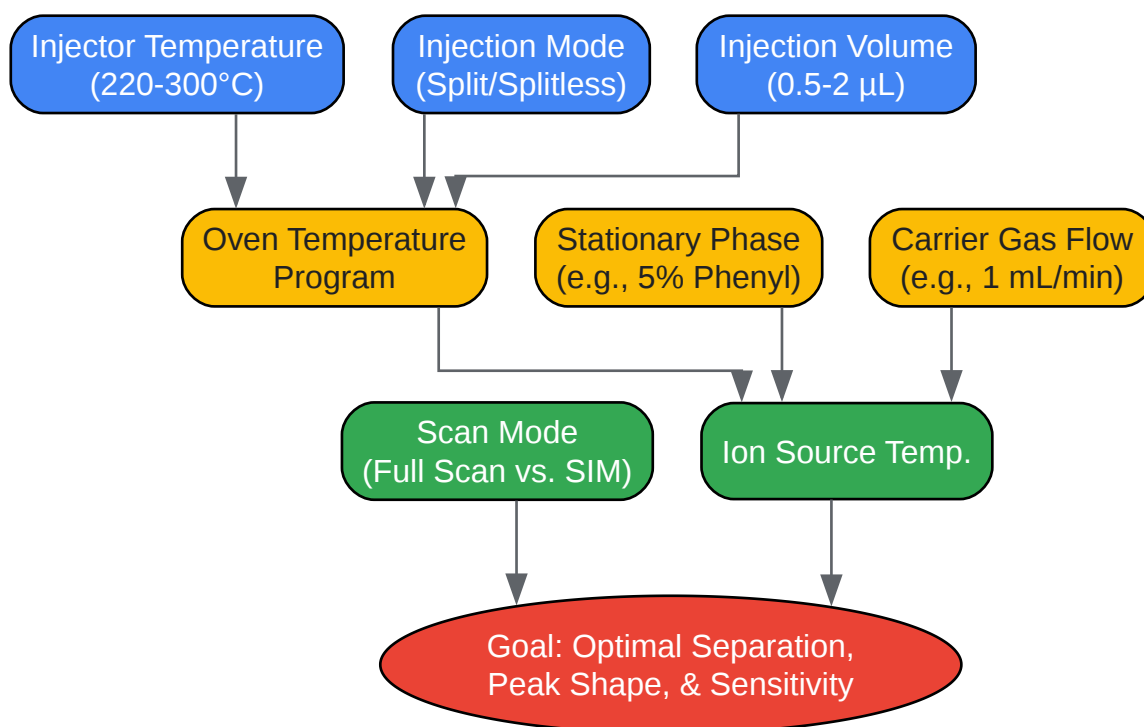 Injector Temperature
(220-300°C)
Injection Mode
(Split/Splitless)
Injection Volume
(0.5-2 µL)
Oven Temperature
Program
Stationary Phase
(e.g., 5% Phenyl)
Carrier Gas Flow
(e.g., 1 mL/min)
Scan Mode
(Full Scan vs. SIM)
Ion Source Temp.
Goal: Optimal Separation,
Peak Shape, & Sensitivity